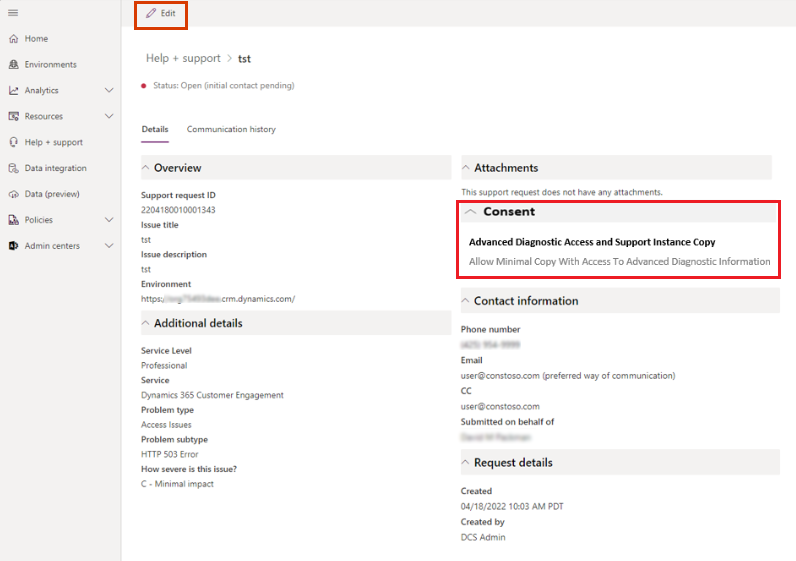 Edit
Home
Environments
Analytics
Resources
Help + support
Data integration
Data (preview)
Policies
Admin centers
Help + support > tst
Status: Open (initial contact pending)
Details Communication history
Overview
Support request ID
2204180010001343
Issue title
tst
Issue description
tst
Environment
https:// .crm.dynamics.com/
Additional details
Service Level
Professional
Service
Dynamics 365 Customer Engagement
Problem type
Access Issues
Problem subtype
HTTP 503 Error
How severe is this issue?
C - Minimal impact
Attachments
This support request does not have any attachments.
Consent
Advanced Diagnostic Access and Support Instance Copy
Allow Minimal Copy With Access To Advanced Diagnostic Information
Contact information
Phone number
Email
user@constoso.com (preferred way of communication)
CC
user@constoso.com
Submitted on behalf of
Request details
Created
04/18/2022 10:03 AM PDT
Created by
DCS Admin